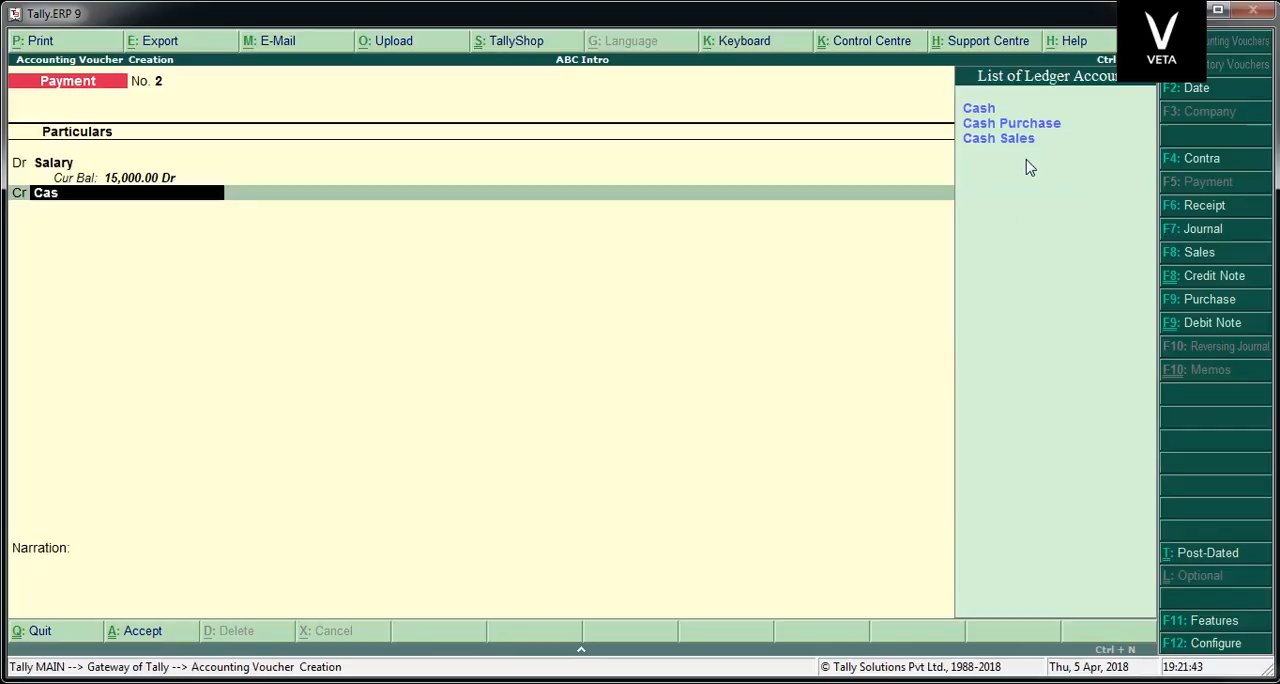 Tally.ERP 9
V
VETA
P: Print
E: Export
M: E-Mail
O: Upload
S: TallyShop
G: Language
K: Keyboard
K: Control Centre
H: Support Centre
H: Help
Accounting Voucher Creation
ABC Intro
Ctrl
Payment No. 2
List of Ledger Accou
Particulars
Cash
Cash Purchase
Cash Sales
Dr Salary
Cur Bal: 15,000.00 Dr
Cr Cas
Narration:
F2: Date
F3: Company
F4: Contra
F5: Payment
F6: Receipt
F7: Journal
F8: Sales
F8: Credit Note
F9: Purchase
F9: Debit Note
F10: Reversing Journal
F10: Memos
T: Post-Dated
L: Optional
F11: Features
F12: Configure
Q: Quit
A: Accept
D: Delete
X: Cancel
Ctrl + N
Tally MAIN --> Gateway of Tally --> Accounting Voucher Creation
© Tally Solutions Pvt Ltd., 1988-2018
Thu, 5 Apr, 2018
19:21:43